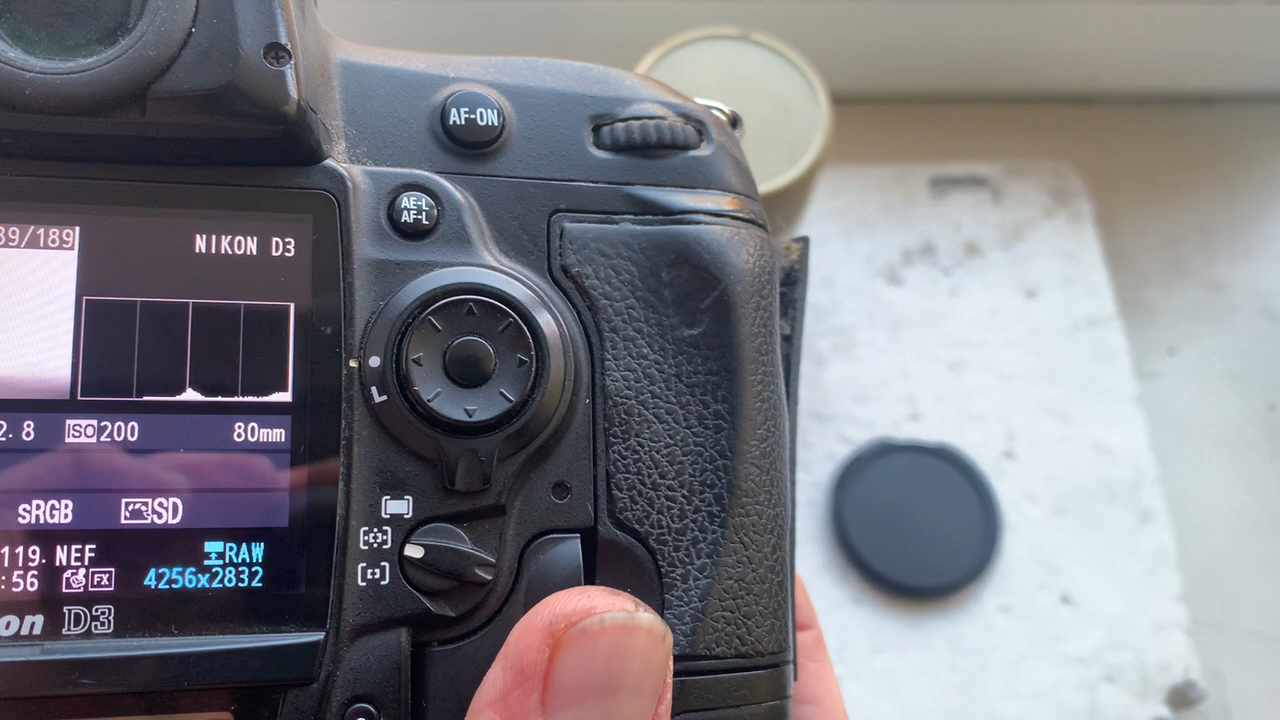 AF-ON
AE-L
AF-L
39/189
NIKON D3
2.8 ISO 200 80mm
sRGB SD
119.NEF RAW
:56 FX 4256x2832
on D3
L